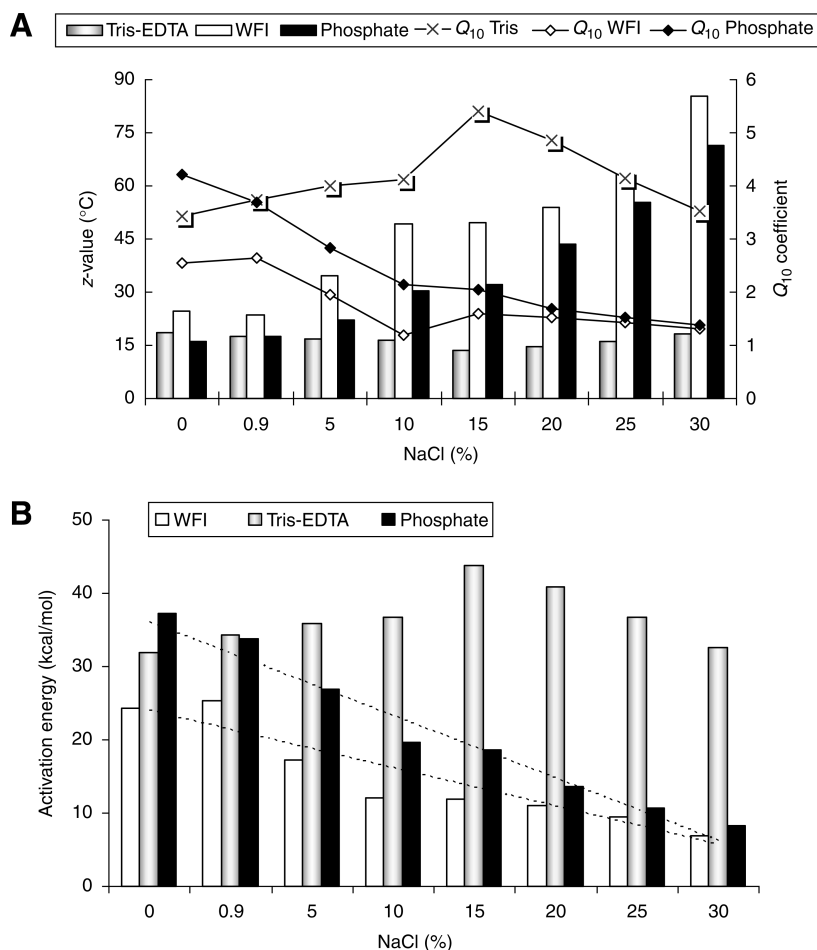 A
Tris-EDTA WFI Phosphate Q10 Tris Q10 WFI Q10 Phosphate
90
75
60
45
30
15
0
z-value (°C)
6
5
4
3
2
1
0
Q10 coefficient
0 0.9 5 10 15 20 25 30
NaCl (%)
B
WFI Tris-EDTA Phosphate
50
40
30
20
10
0
Activation energy (kcal/mol)
0 0.9 5 10 15 20 25 30
NaCl (%)